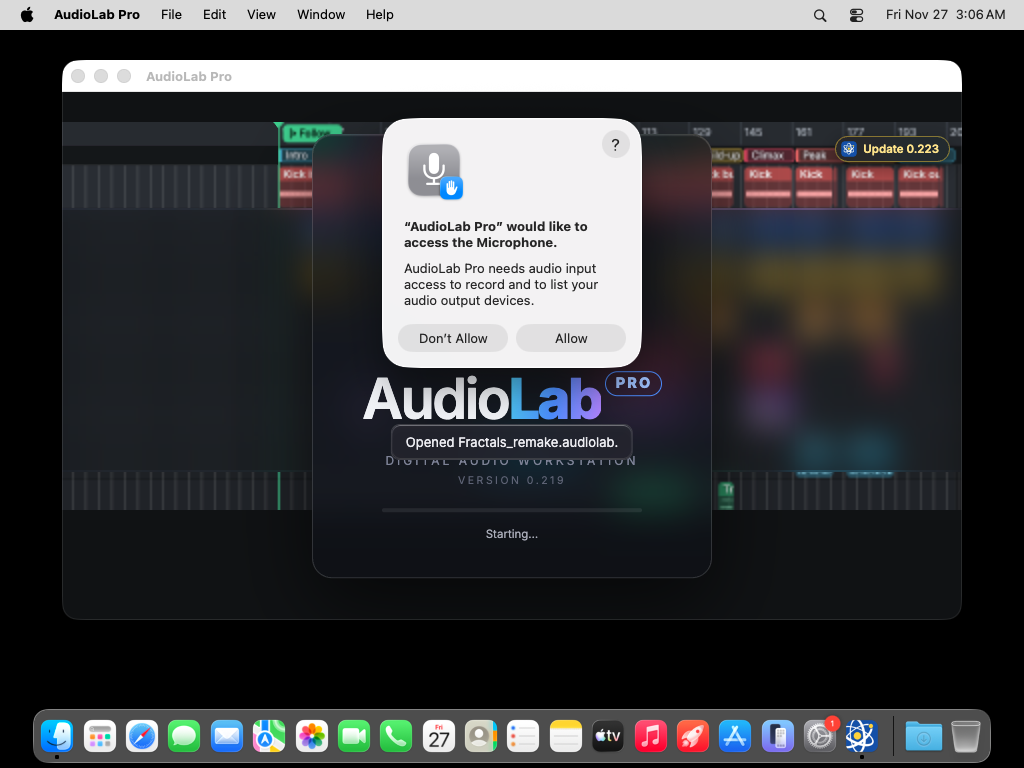 AudioLab Pro File Edit View Window Help Fri Nov 27 3:06 AM
AudioLab Pro
Follow 113 129 145 161 177 193
Update 0.223
Intro Climax Peak
Kick Kick Kick Kick
?
“AudioLab Pro” would like to
access the Microphone.
AudioLab Pro needs audio input
access to record and to list your
audio output devices.
Don’t Allow Allow
AudioLab PRO
Opened Fractals_remake.audiolab.
DIGITAL AUDIO WORKSTATION
VERSION 0.219
Starting...
Fri
27
tv
1